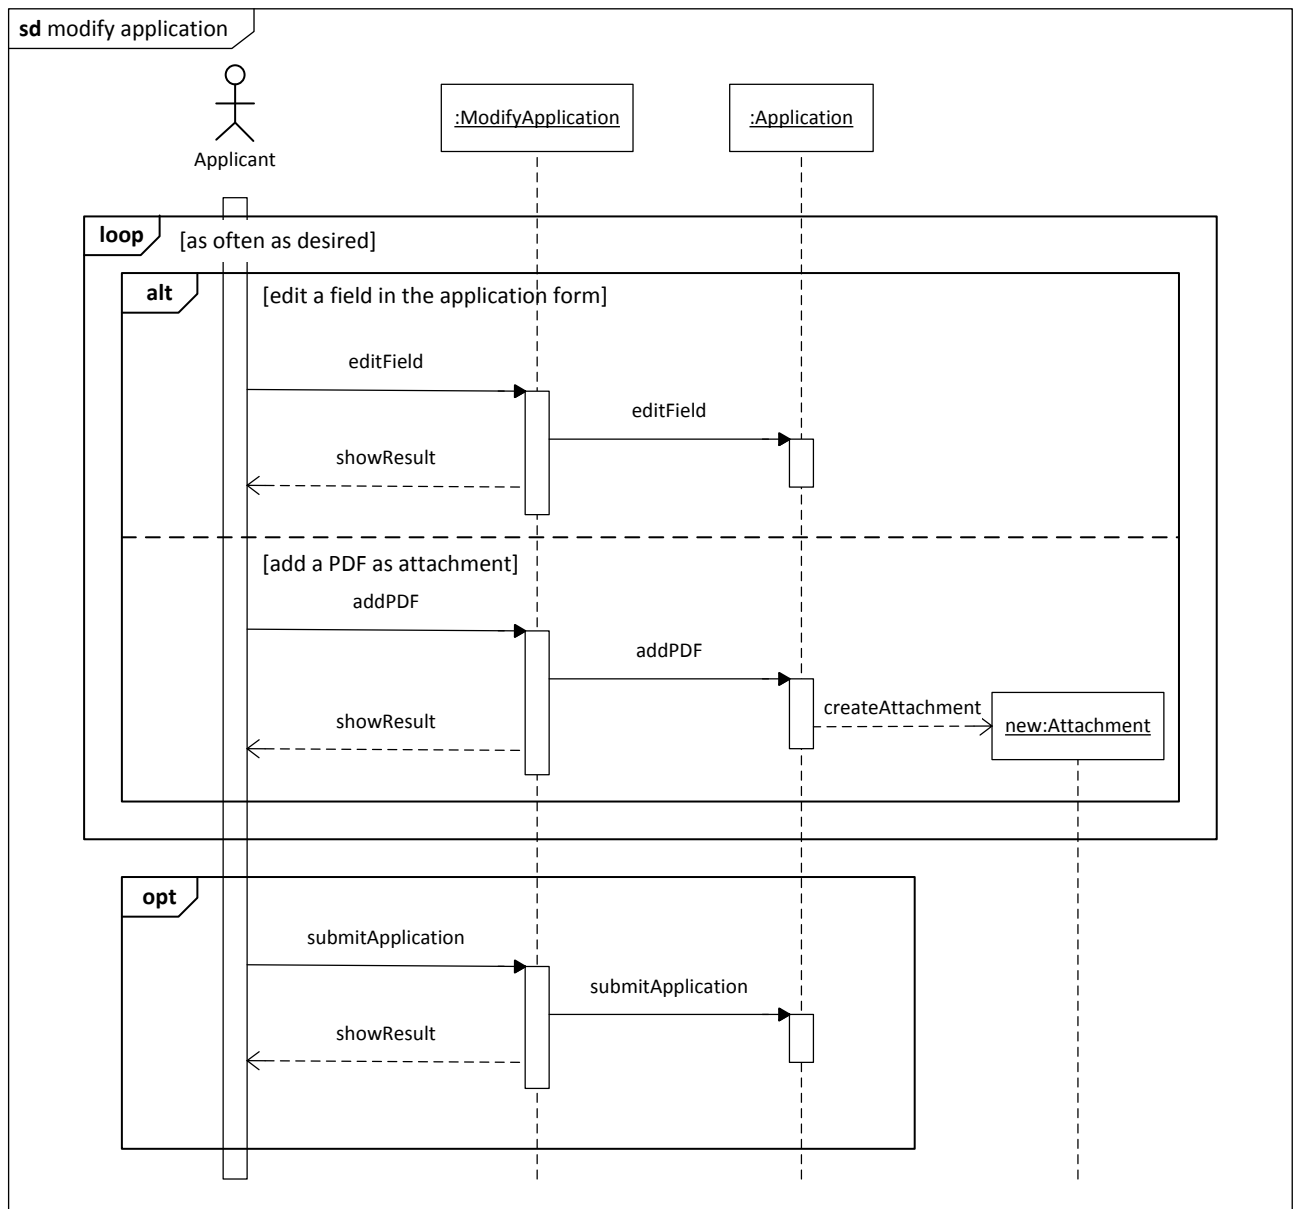 sd modify application
Applicant
:ModifyApplication
:Application
loop
[as often as desired]
alt
[edit a field in the application form]
editField
editField
showResult
[add a PDF as attachment]
addPDF
addPDF
createAttachment
new:Attachment
showResult
opt
submitApplication
submitApplication
showResult